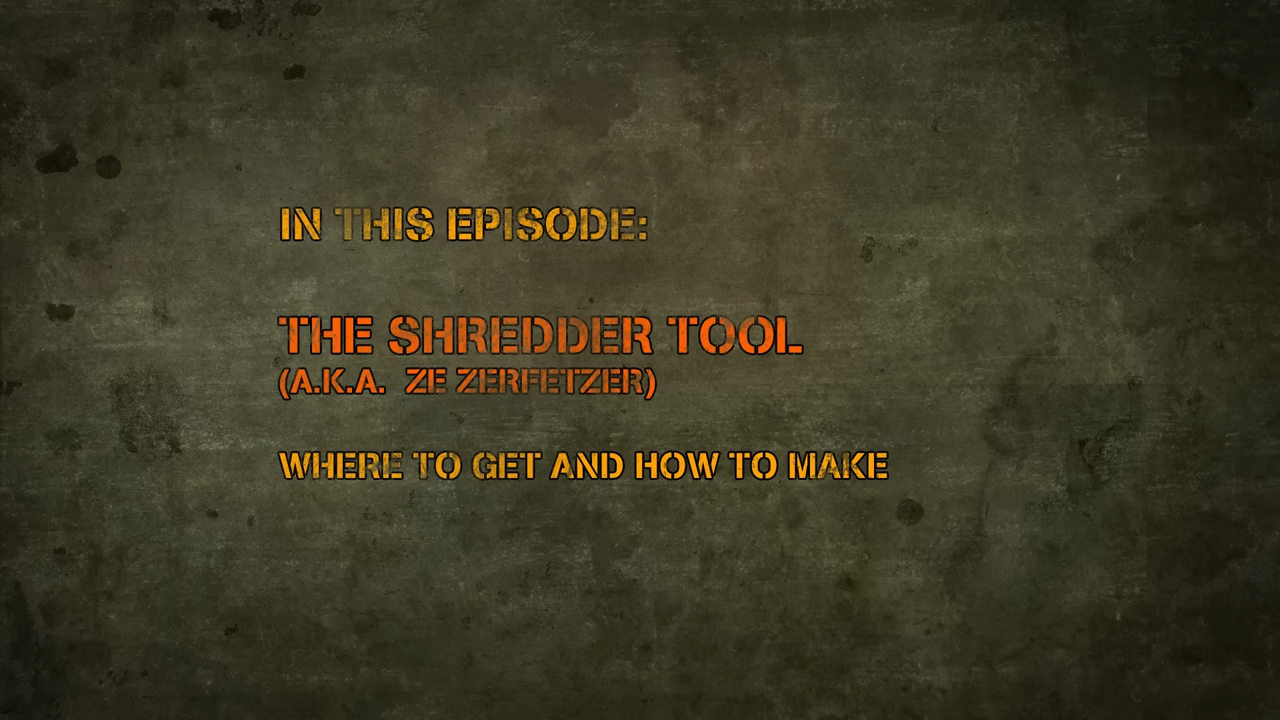 IN THIS EPISODE:
THE SHREDDER TOOL
(A.K.A. ZE ZERFETZER)
WHERE TO GET AND HOW TO MAKE